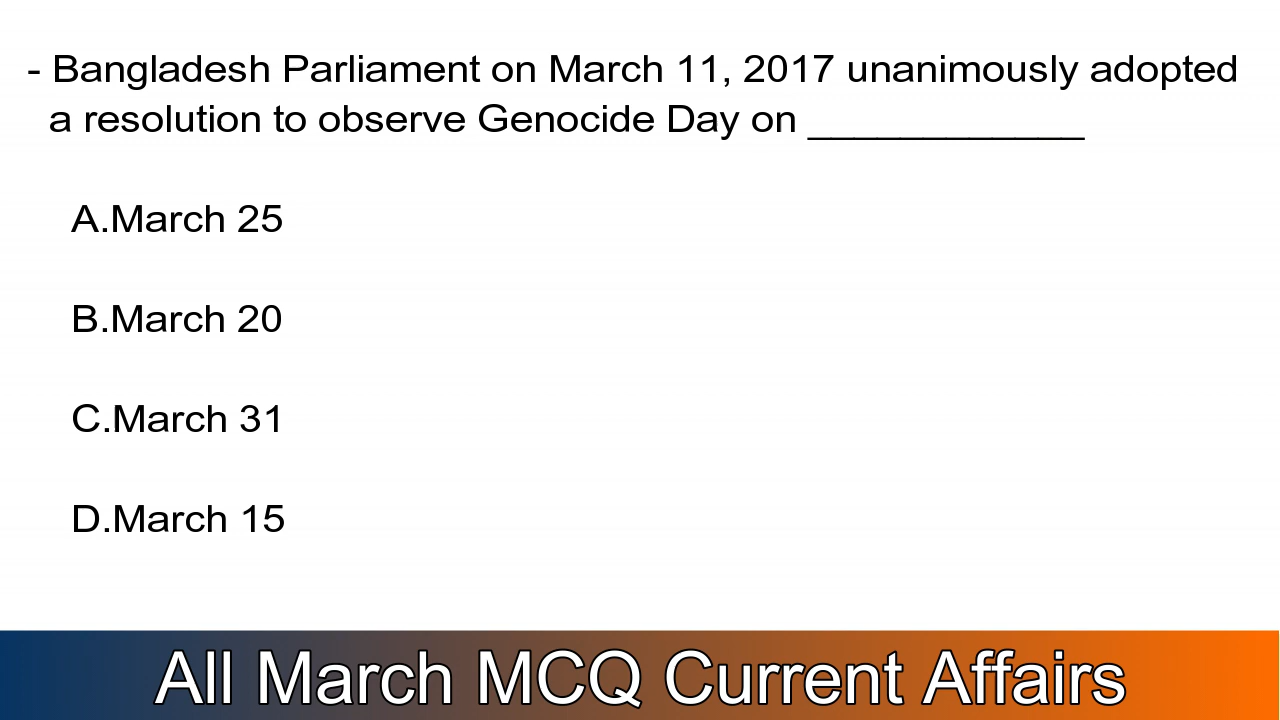 - Bangladesh Parliament on March 11, 2017 unanimously adopted
a resolution to observe Genocide Day on ____________
A.March 25
B.March 20
C.March 31
D.March 15
All March MCQ Current Affairs